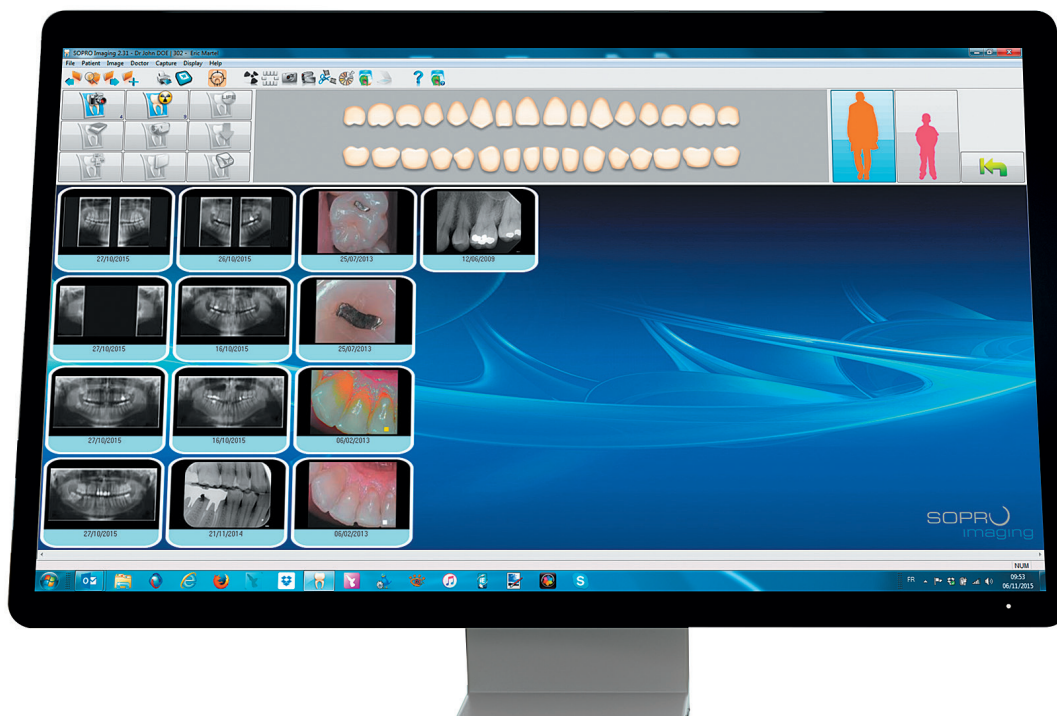 SOPRO Imaging 2.31 - Dr John DOE | 302 - Eric Martel
File Patient Image Doctor Capture Display Help
27/10/2015
26/10/2015
25/07/2013
12/06/2009
27/10/2015
16/10/2015
25/07/2013
27/10/2015
16/10/2015
06/02/2013
27/10/2015
21/11/2014
06/02/2013
SOPRO
imaging
NUM
FR
09:53
06/11/2015